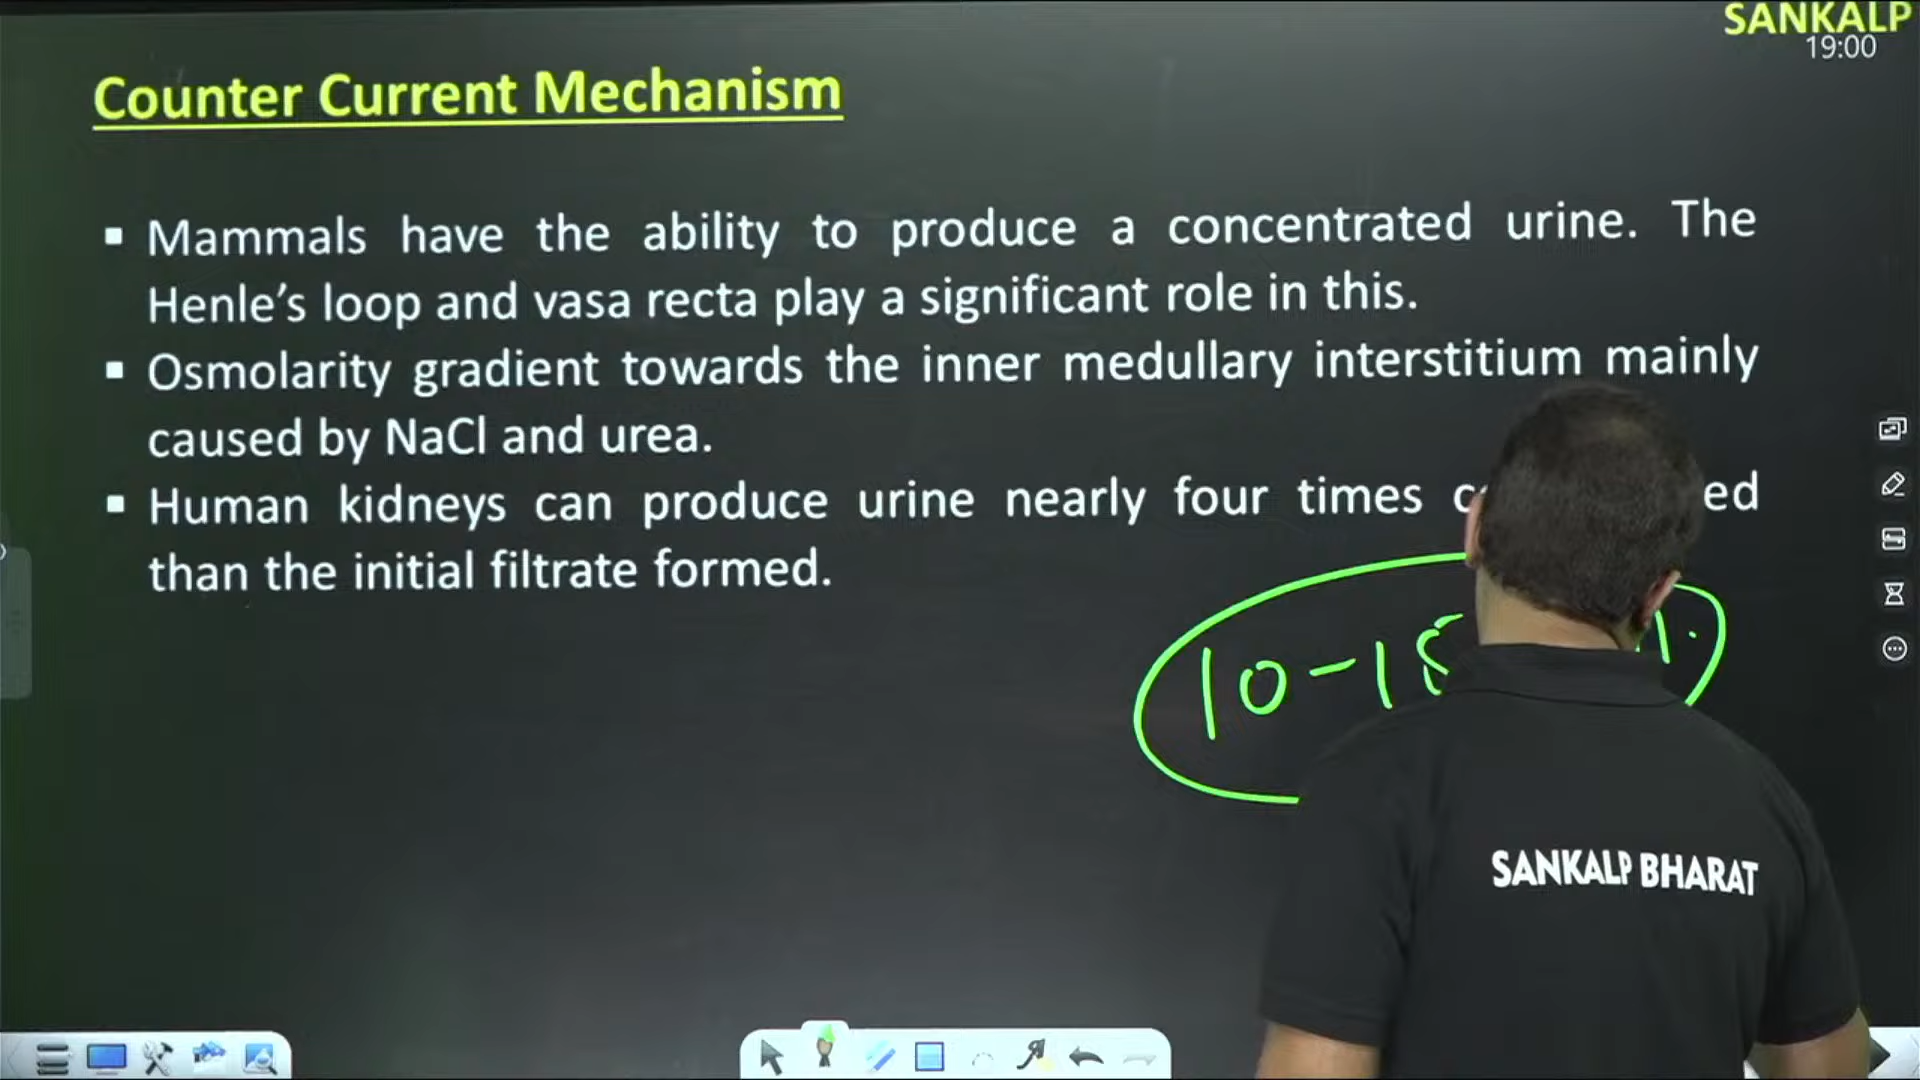 SANKALP
19:00
Counter Current Mechanism
▪ Mammals have the ability to produce a concentrated urine. The
Henle's loop and vasa recta play a significant role in this.
▪ Osmolarity gradient towards the inner medullary interstitium mainly
caused by NaCl and urea.
▪ Human kidneys can produce urine nearly four times
than the initial filtrate formed.
10-15
SANKALP BHARAT